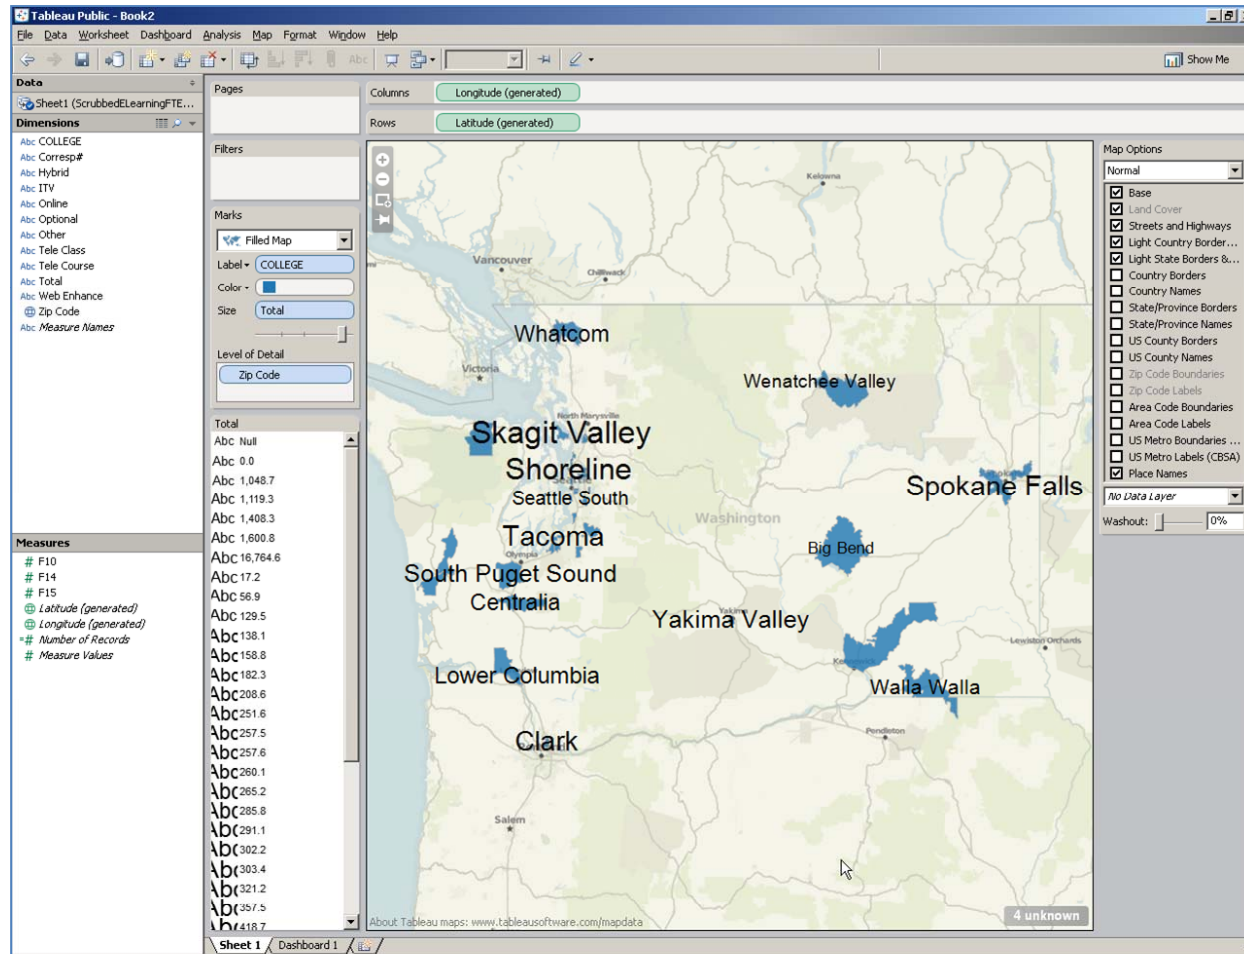 Tableau Public - Book2
File Data Worksheet Dashboard Analysis Map Format Window Help
Abc
Show Me
Data
Sheet1 (ScrubbedELearningFTE...
Dimensions
Abc COLLEGE
Abc Corresp#
Abc Hybrid
Abc ITV
Abc Online
Abc Optional
Abc Other
Abc Tele Class
Abc Tele Course
Abc Total
Abc Web Enhance
Zip Code
Abc Measure Names
Measures
# F10
# F14
# F15
Latitude (generated)
Longitude (generated)
=# Number of Records
# Measure Values
Pages
Filters
Marks
Filled Map
Label COLLEGE
Color
Size Total
Level of Detail
Zip Code
Total
Abc Null
Abc 0.0
Abc 1,048.7
Abc 1,119.3
Abc 1,408.3
Abc 1,600.8
Abc 16,764.6
Abc 17.2
Abc 56.9
Abc 129.5
Abc 138.1
Abc 158.8
Abc 182.3
Abc 208.6
Abc 251.6
Abc 257.5
Abc 257.6
Abc 260.1
Abc 265.2
Abc 285.8
Abc 291.1
Abc 302.2
Abc 303.4
Abc 321.2
Abc 357.5
Abc 418.7
Columns Longitude (generated)
Rows Latitude (generated)
Kelowna
Vancouver
Chilliwack
Whatcom
Victoria
Wenatchee Valley
North Marysville
Skagit Valley
Shoreline
Seattle South
Spokane Falls
Washington
Tacoma
Big Bend
Olympia
South Puget Sound
Centralia
Yakima
Yakima Valley
Lewiston Orchards
Kennewick
Lower Columbia
Walla Walla
Pendleton
Clark
Salem
About Tableau maps: www.tableausoftware.com/mapdata
4 unknown
Map Options
Normal
Base
Land Cover
Streets and Highways
Light Country Border...
Light State Borders &...
Country Borders
Country Names
State/Province Borders
State/Province Names
US County Borders
US County Names
Zip Code Boundaries
Zip Code Labels
Area Code Boundaries
Area Code Labels
US Metro Boundaries ...
US Metro Labels (CBSA)
Place Names
No Data Layer
Washout: 0%
Sheet 1 Dashboard 1